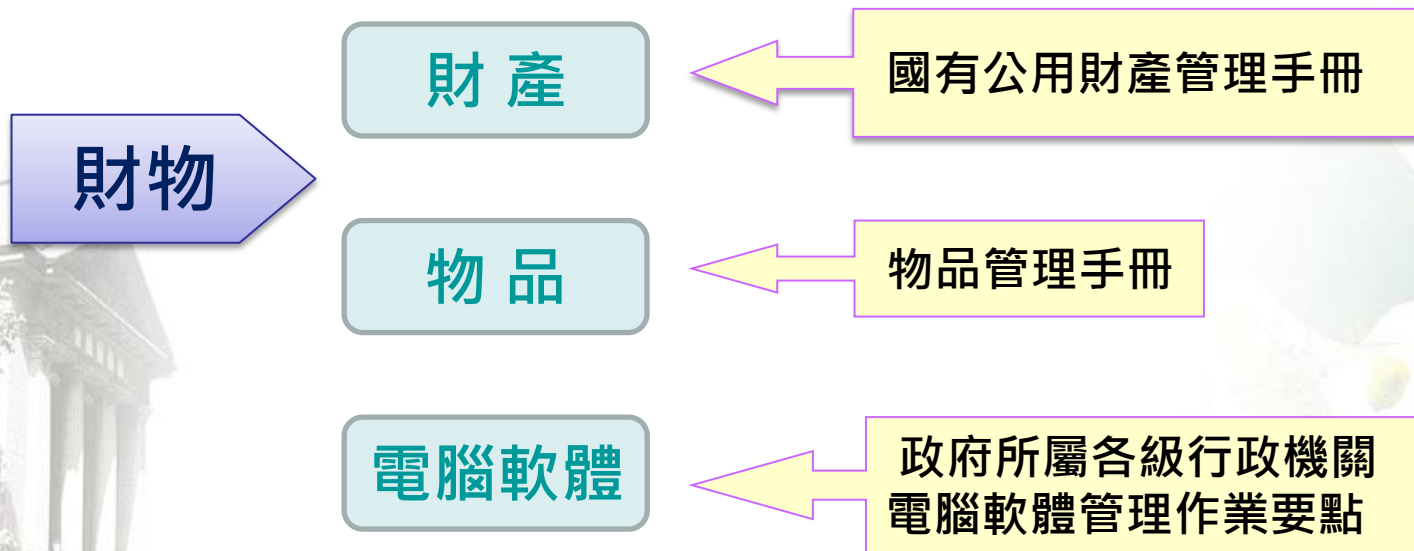 財物
財 產
國有公用財產管理手冊
物 品
物品管理手冊
電腦軟體
政府所屬各級行政機關
電腦軟體管理作業要點